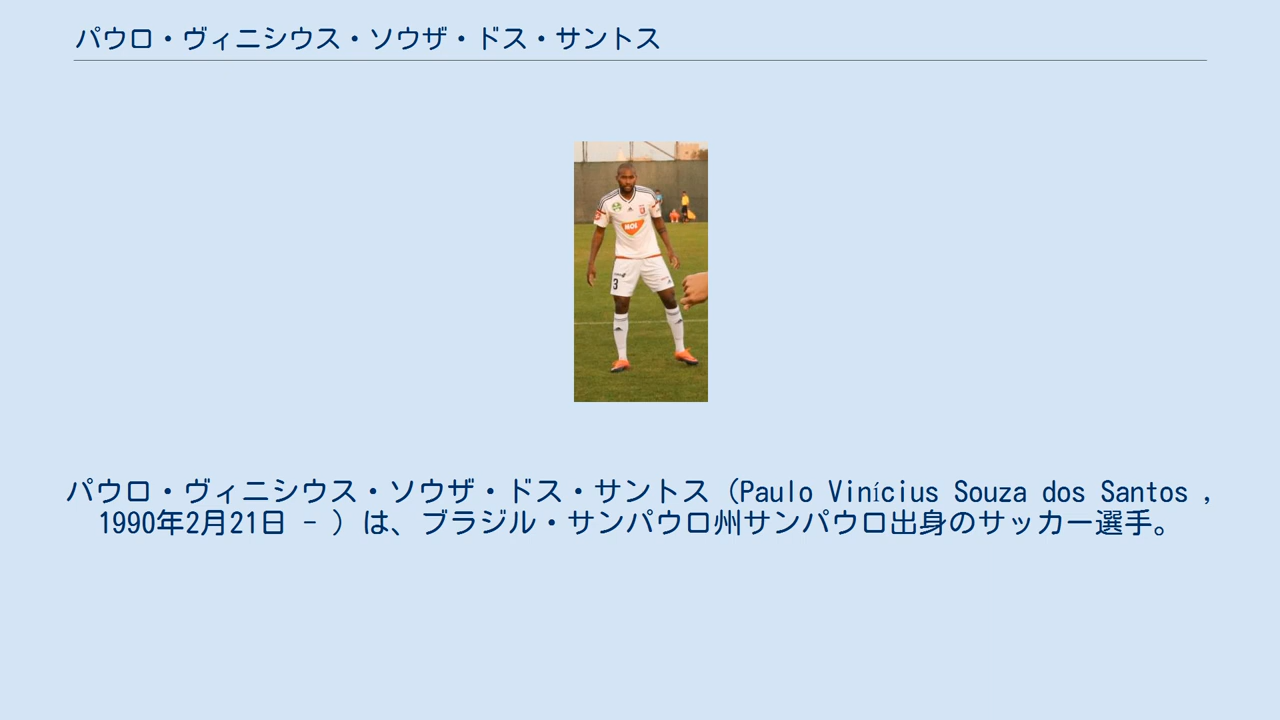 パウロ・ヴィニシウス・ソウザ・ドス・サントス
MOL
3
パウロ・ヴィニシウス・ソウザ・ドス・サントス（Paulo Vinícius Souza dos Santos ,
1990年2月21日 - ）は、ブラジル・サンパウロ州サンパウロ出身のサッカー選手。